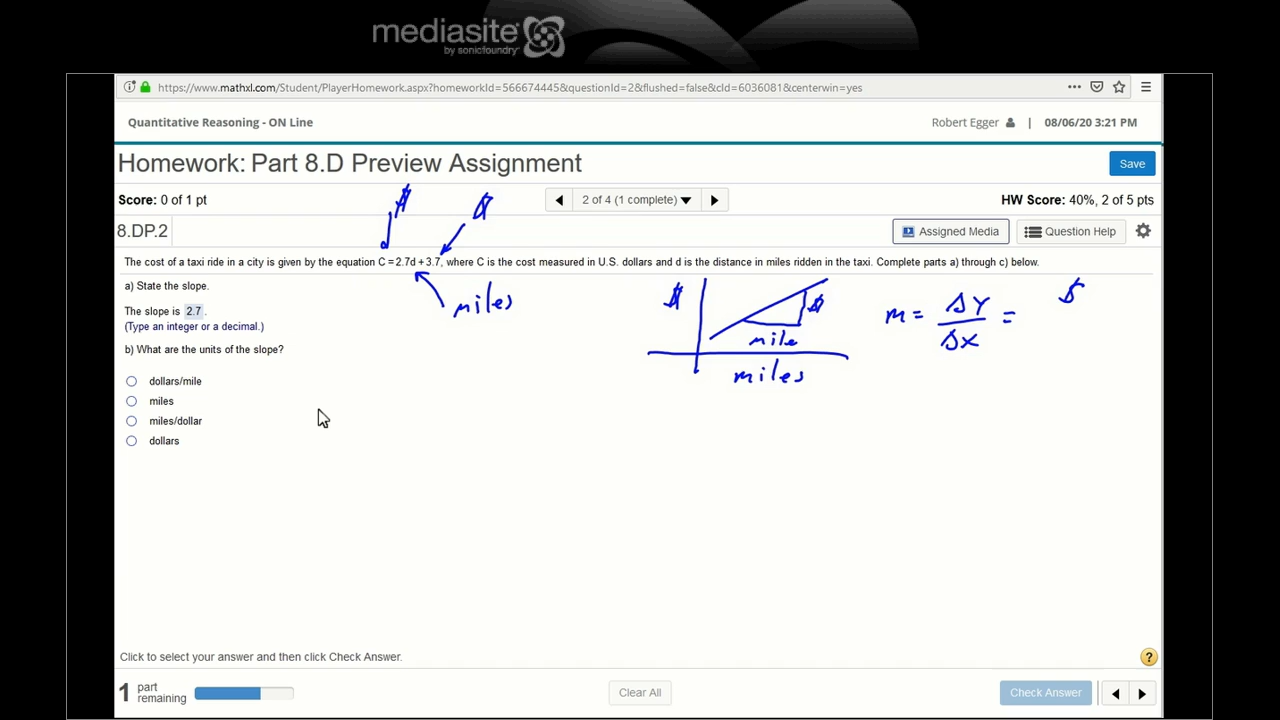 mediasite
by sonicfoundry
https://www.mathxl.com/Student/PlayerHomework.aspx?homeworkId=566674445&questionId=2&flushed=false&cId=6036081&centerwin=yes
Quantitative Reasoning - ON Line
Robert Egger | 08/06/20 3:21 PM
Homework: Part 8.D Preview Assignment
Save
Score: 0 of 1 pt
2 of 4 (1 complete)
HW Score: 40%, 2 of 5 pts
8.DP.2
Assigned Media
Question Help
$ $
The cost of a taxi ride in a city is given by the equation C=2.7d+3.7, where C is the cost measured in U.S. dollars and d is the distance in miles ridden in the taxi. Complete parts a) through c) below.
miles
a) State the slope.
The slope is 2.7.
(Type an integer or a decimal.)
$
$
mile
miles
m = ΔY/ΔX = $
b) What are the units of the slope?
dollars/mile
miles
miles/dollar
dollars
Click to select your answer and then click Check Answer.
?
1 part remaining
Clear All
Check Answer